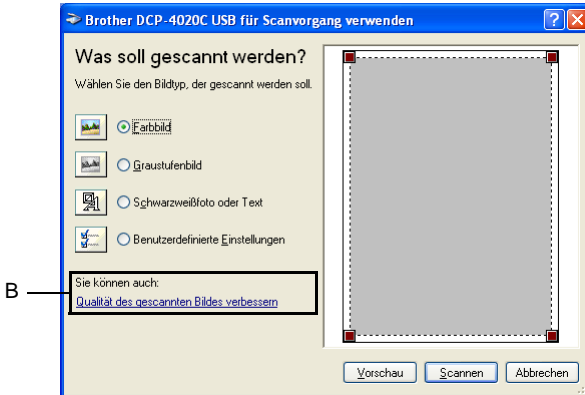 Brother DCP-4020C USB für Scanvorgang verwenden
Was soll gescannt werden?
Wählen Sie den Bildtyp, der gescannt werden soll.
Farbbild
Graustufenbild
Schwarzweißfoto oder Text
Benutzerdefinierte Einstellungen
B
Sie können auch:
Qualität des gescannten Bildes verbessern
Vorschau Scannen Abbrechen